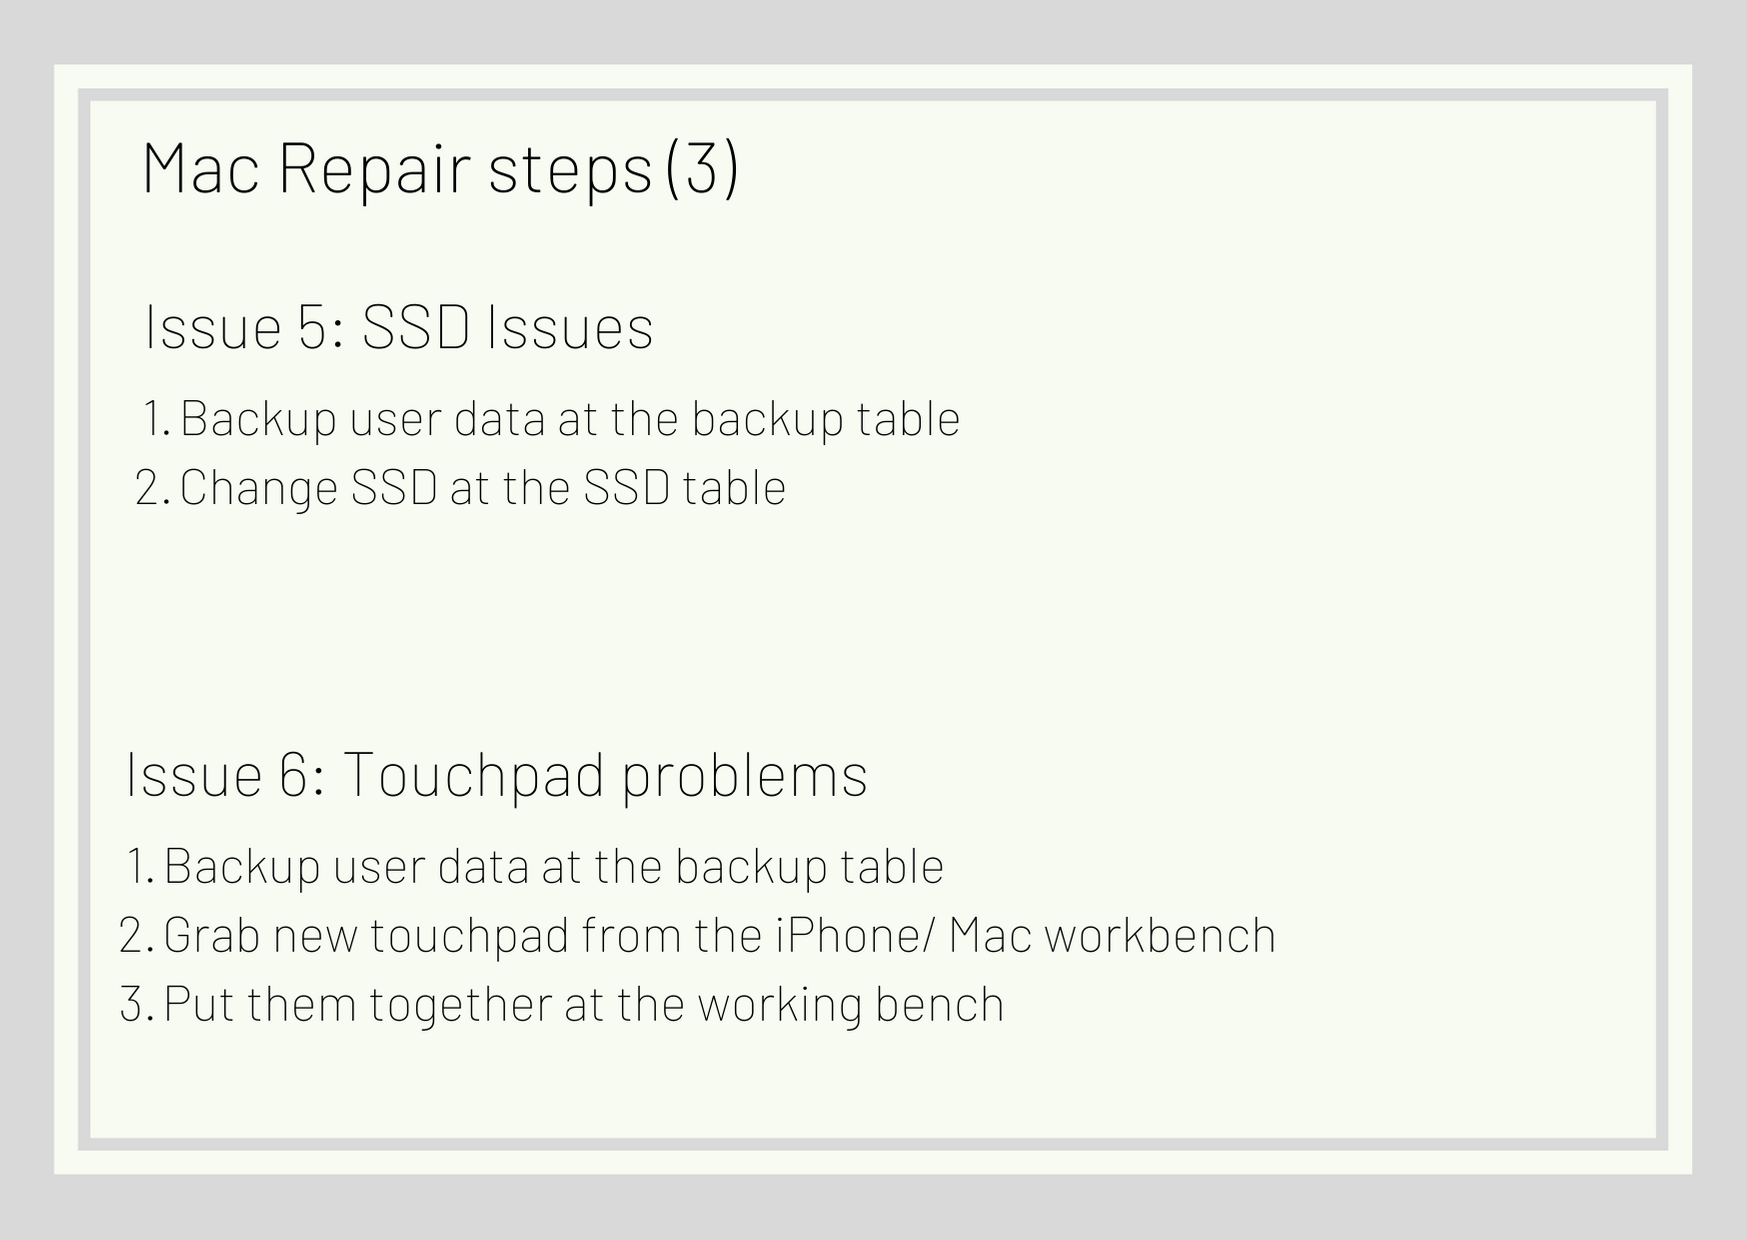 Mac Repair steps (3)
Issue 5: SSD Issues
1. Backup user data at the backup table
2. Change SSD at the SSD table
Issue 6: Touchpad problems
1. Backup user data at the backup table
2. Grab new touchpad from the iPhone/ Mac workbench
3. Put them together at the working bench